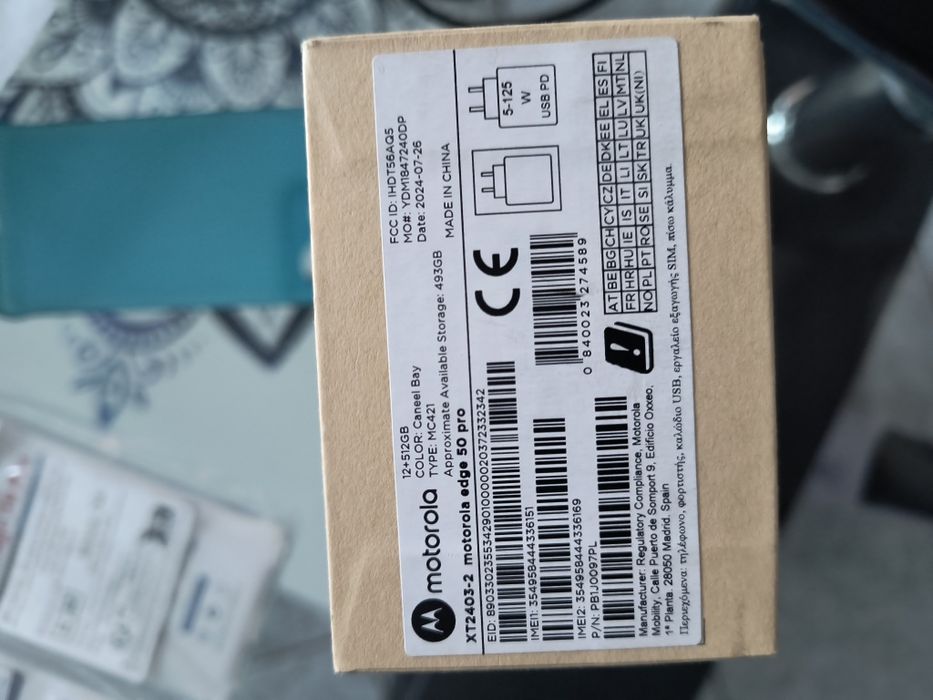 motorola
12+512GB
COLOR: Caneel Bay
TYPE: MC421
Approximate Available Storage: 493GB
FCC ID: IHDT56AQ5
MO#: YDM1847240DP
Date: 2024-07-26
MADE IN CHINA
XT2403-2 motorola edge 50 pro
EID: 89033023553429010000020372332342
IMEI1: 354958444336151
IMEI2: 354958444336169
P/N: PB1J0097PL
CE
0 840023 274589
5-125
W
USB PD
AT BE BG CH CY CZ DE DK EE EL ES FI
FR HR HU IE IS IT LI LT LU LV MT NL
NO PL PT RO SE SI SK TR UK UK(NI)
Manufacturer: Regulatory Compliance, Motorola
Mobility, Calle Puerto de Somport 9, Edificio Oxxeo,
1ª Planta. 28050 Madrid. Spain
Περιεχόμενα: τηλέφωνο, φορτιστής, καλώδιο USB, εργαλείο εξαγωγής SIM, πίσω κάλυμμα.